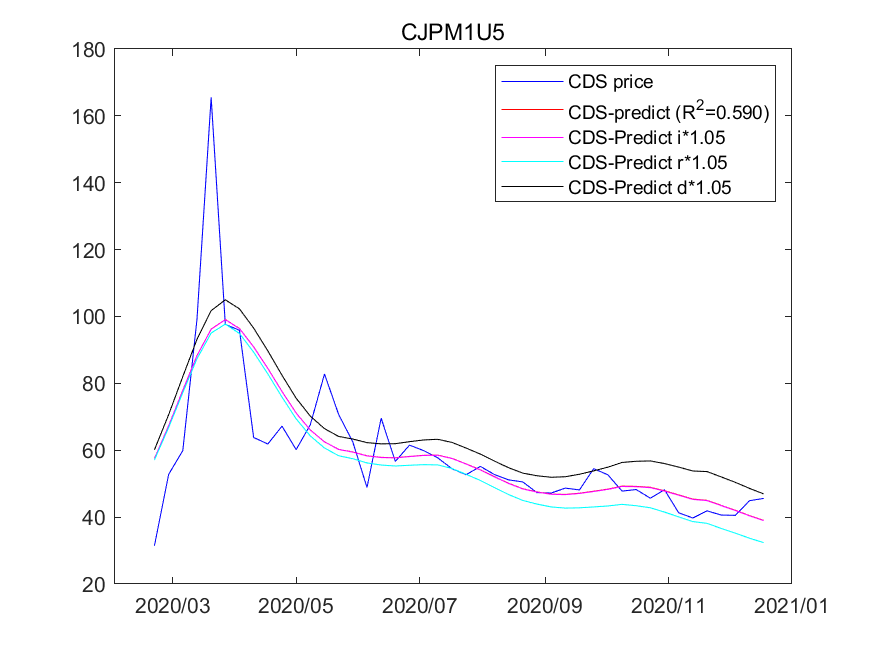 CJPM1U5
180
160
140
120
100
80
60
40
20
CDS price
CDS-predict (R²=0.590)
CDS-Predict i*1.05
CDS-Predict r*1.05
CDS-Predict d*1.05
2020/03 2020/05 2020/07 2020/09 2020/11 2021/01